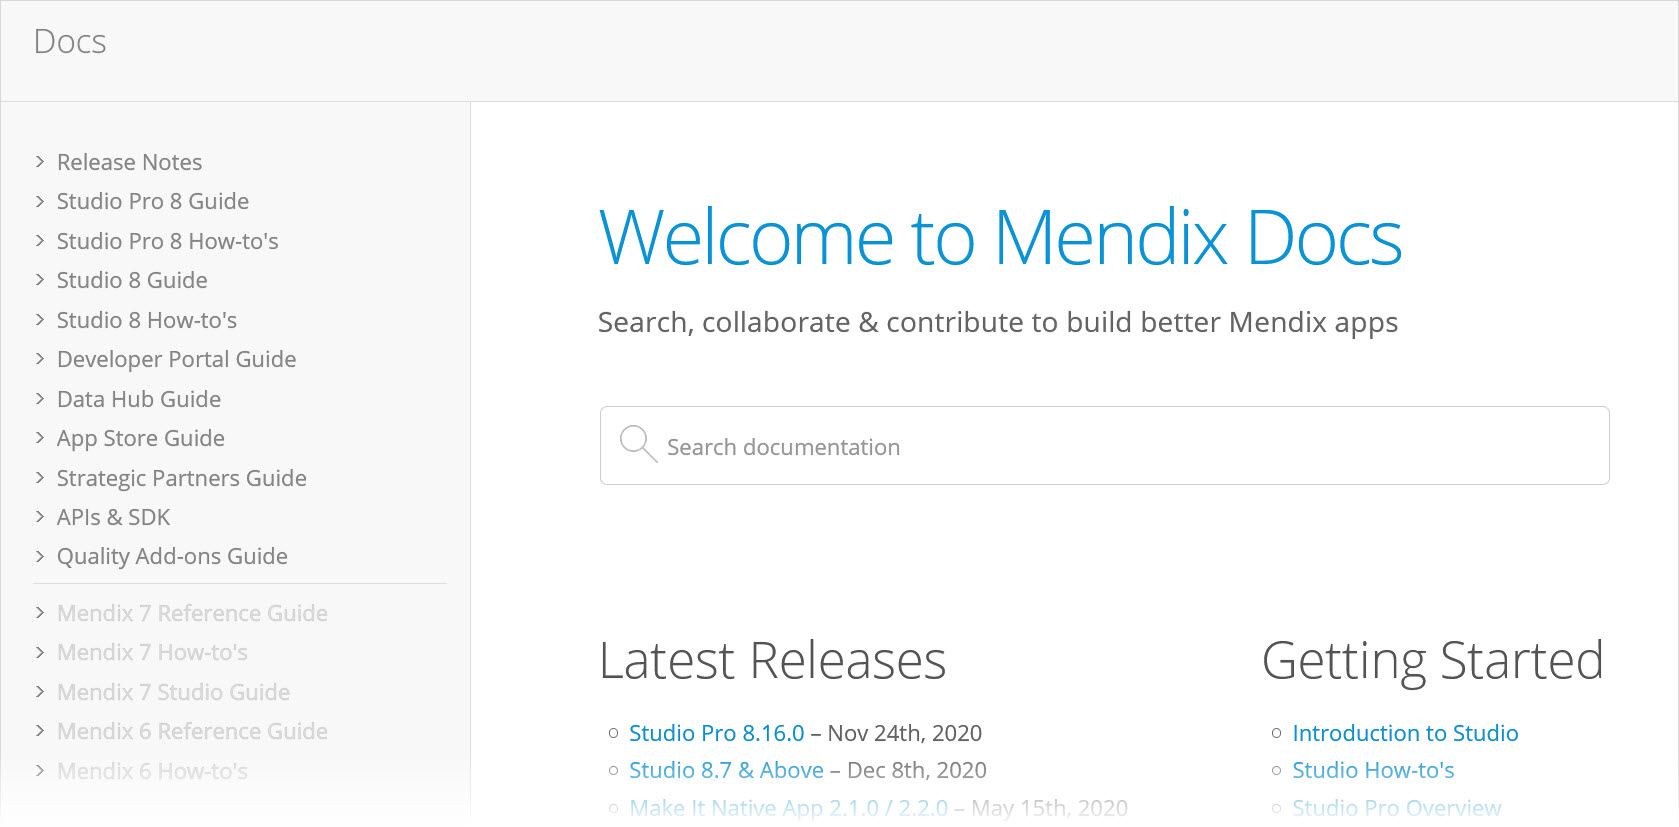 Docs
Release Notes
Studio Pro 8 Guide
Studio Pro 8 How-to's
Studio 8 Guide
Studio 8 How-to's
Developer Portal Guide
Data Hub Guide
App Store Guide
Strategic Partners Guide
APIs & SDK
Quality Add-ons Guide
Mendix 7 Reference Guide
Mendix 7 How-to's
Mendix 7 Studio Guide
Mendix 6 Reference Guide
Mendix 6 How-to's
Welcome to Mendix Docs
Search, collaborate & contribute to build better Mendix apps
Search documentation
Latest Releases
Studio Pro 8.16.0 – Nov 24th, 2020
Studio 8.7 & Above – Dec 8th, 2020
Make It Native App 2.1.0 / 2.2.0 – May 15th, 2020
Getting Started
Introduction to Studio
Studio How-to's
Studio Pro Overview